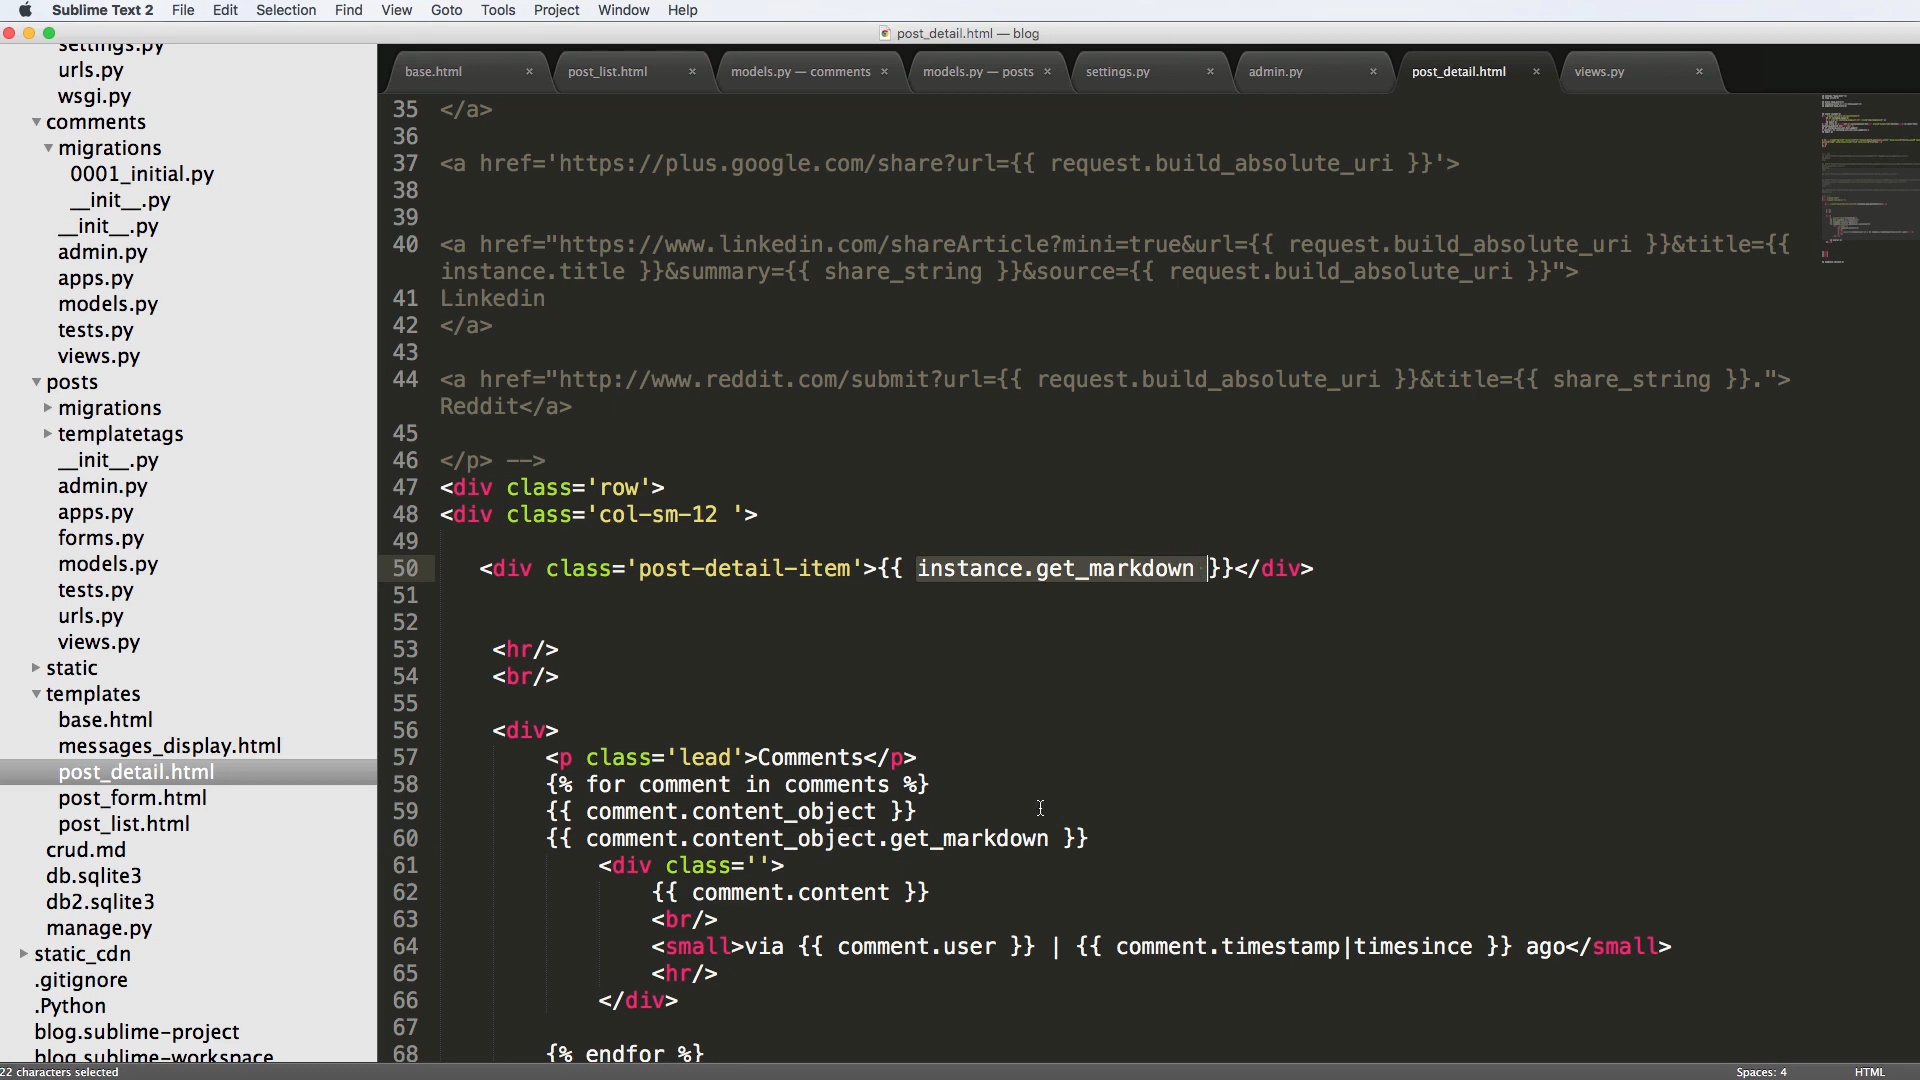 Sublime Text 2 File Edit Selection Find View Goto Tools Project Window Help
post_detail.html — blog
base.html × post_list.html × models.py — comments × models.py — posts × settings.py × admin.py × post_detail.html × views.py ×
settings.py
urls.py
wsgi.py
comments
migrations
0001_initial.py
__init__.py
__init__.py
admin.py
apps.py
models.py
tests.py
views.py
posts
migrations
templatetags
__init__.py
admin.py
apps.py
forms.py
models.py
tests.py
urls.py
views.py
static
templates
base.html
messages_display.html
post_detail.html
post_form.html
post_list.html
crud.md
db.sqlite3
db2.sqlite3
manage.py
static_cdn
.gitignore
.Python
blog.sublime-project
blog.sublime-workspace
35 </a>
36
37 <a href='https://plus.google.com/share?url={{ request.build_absolute_uri }}'>
38
39
40 <a href="https://www.linkedin.com/shareArticle?mini=true&url={{ request.build_absolute_uri }}&title={{
instance.title }}&summary={{ share_string }}&source={{ request.build_absolute_uri }}">
41 Linkedin
42 </a>
43
44 <a href="http://www.reddit.com/submit?url={{ request.build_absolute_uri }}&title={{ share_string }}.">
Reddit</a>
45
46 </p> -->
47 <div class='row'>
48 <div class='col-sm-12 '>
49
50 <div class='post-detail-item'>{{ instance.get_markdown }}</div>
51
52
53 <hr/>
54 <br/>
55
56 <div>
57 <p class='lead'>Comments</p>
58 {% for comment in comments %}
59 {{ comment.content_object }}
60 {{ comment.content_object.get_markdown }}
61 <div class=''>
62 {{ comment.content }}
63 <br/>
64 <small>via {{ comment.user }} | {{ comment.timestamp|timesince }} ago</small>
65 <hr/>
66 </div>
67
68 {% endfor %}
22 characters selected
Spaces: 4 HTML